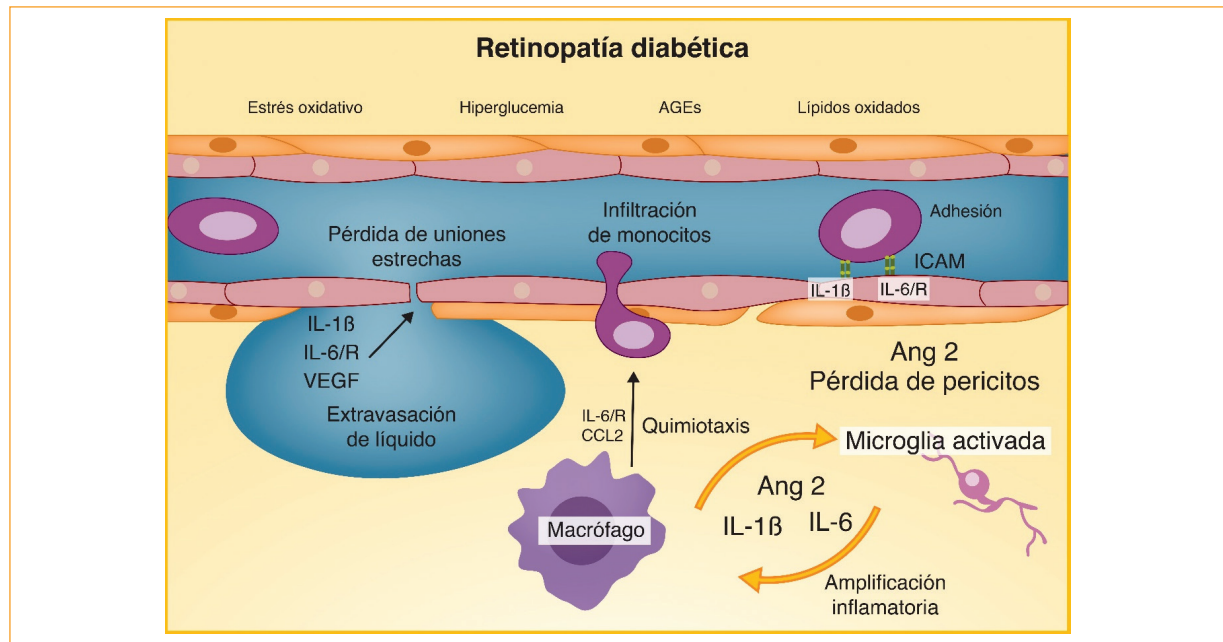 Retinopatía diabética
Estrés oxidativo
Hiperglucemia
AGEs
Lípidos oxidados
Pérdida de uniones
estrechas
Infiltración
de monocitos
Adhesión
ICAM
IL-1ß
IL-6/R
IL-1ß
IL-6/R
VEGF
Extravasación
de líquido
IL-6/R
CCL2
Quimiotaxis
Macrófago
Ang 2
Pérdida de pericitos
Microglia activada
Ang 2
IL-1ß
IL-6
Amplificación
inflamatoria